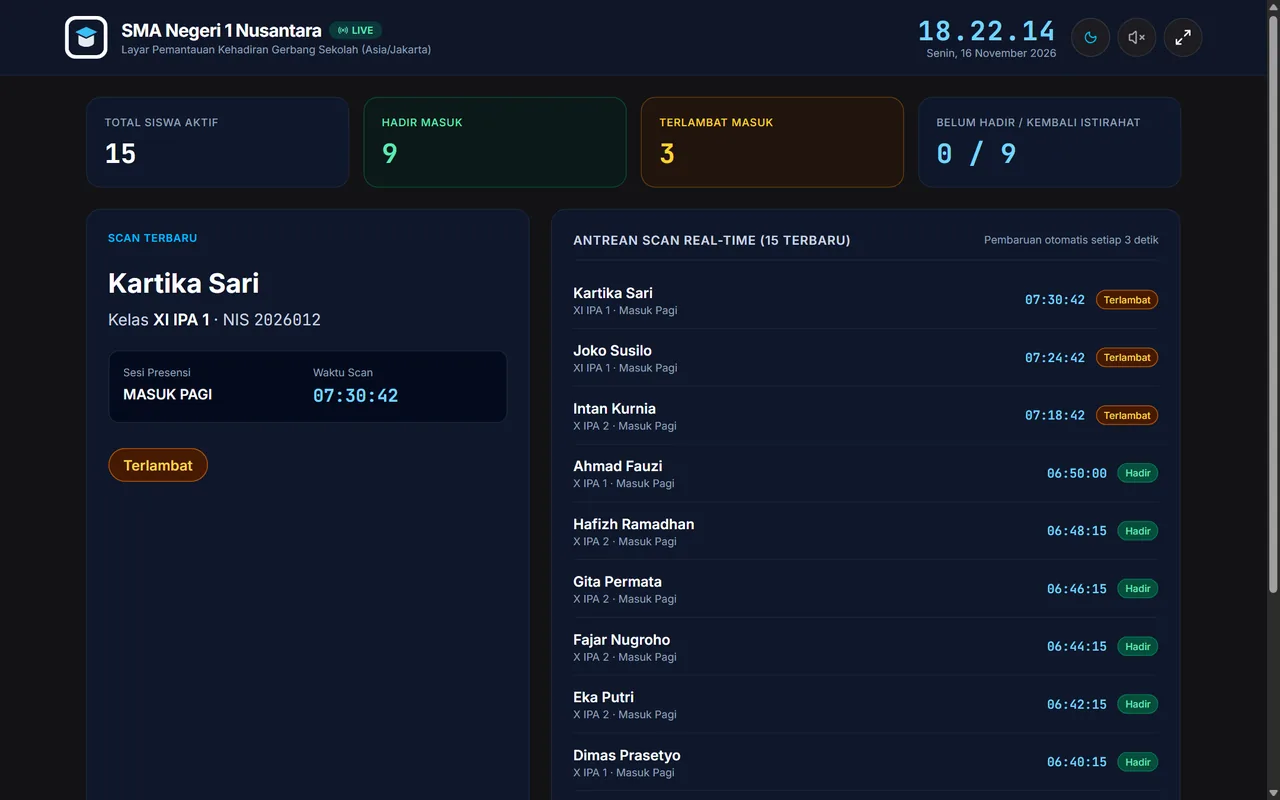 SMA Negeri 1 Nusantara
LIVE
Layar Pemantauan Kehadiran Gerbang Sekolah (Asia/Jakarta)
18.22.14
Senin, 16 November 2026
TOTAL SISWA AKTIF
15
HADIR MASUK
9
TERLAMBAT MASUK
3
BELUM HADIR / KEMBALI ISTIRAHAT
0 / 9
SCAN TERBARU
Kartika Sari
Kelas XI IPA 1 · NIS 2026012
Sesi Presensi
MASUK PAGI
Waktu Scan
07:30:42
Terlambat
ANTREAN SCAN REAL-TIME (15 TERBARU)
Pembaruan otomatis setiap 3 detik
Kartika Sari
XI IPA 1 · Masuk Pagi
07:30:42 Terlambat
Joko Susilo
XI IPA 1 · Masuk Pagi
07:24:42 Terlambat
Intan Kurnia
X IPA 2 · Masuk Pagi
07:18:42 Terlambat
Ahmad Fauzi
X IPA 1 · Masuk Pagi
06:50:00 Hadir
Hafizh Ramadhan
X IPA 2 · Masuk Pagi
06:48:15 Hadir
Gita Permata
X IPA 2 · Masuk Pagi
06:46:15 Hadir
Fajar Nugroho
X IPA 2 · Masuk Pagi
06:44:15 Hadir
Eka Putri
X IPA 2 · Masuk Pagi
06:42:15 Hadir
Dimas Prasetyo
X IPA 1 · Masuk Pagi
06:40:15 Hadir